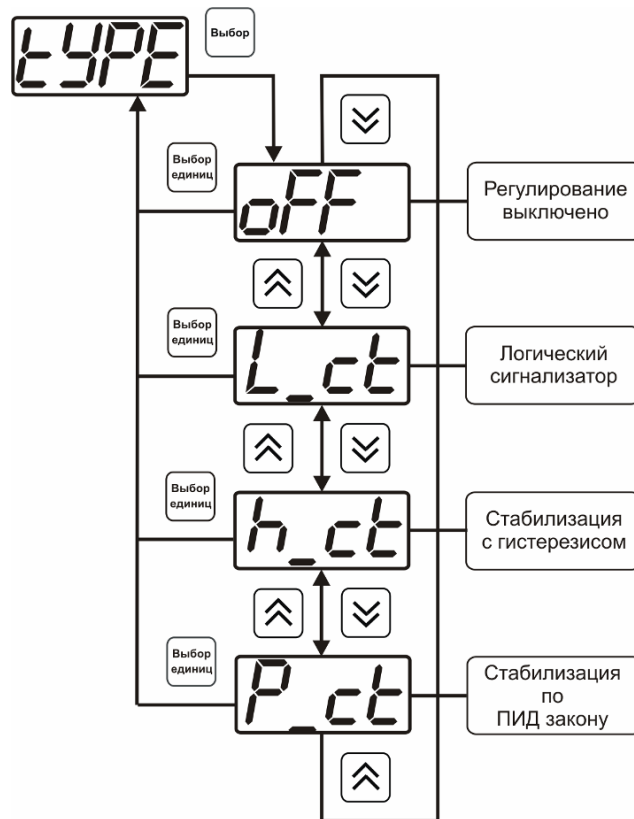 tYPE
Выбор
Выбор
единиц
oFF
Регулирование
выключено
Выбор
единиц
L_ct
Логический
сигнализатор
Выбор
единиц
h_ct
Стабилизация
с гистерезисом
Выбор
единиц
P_ct
Стабилизация
по
ПИД закону